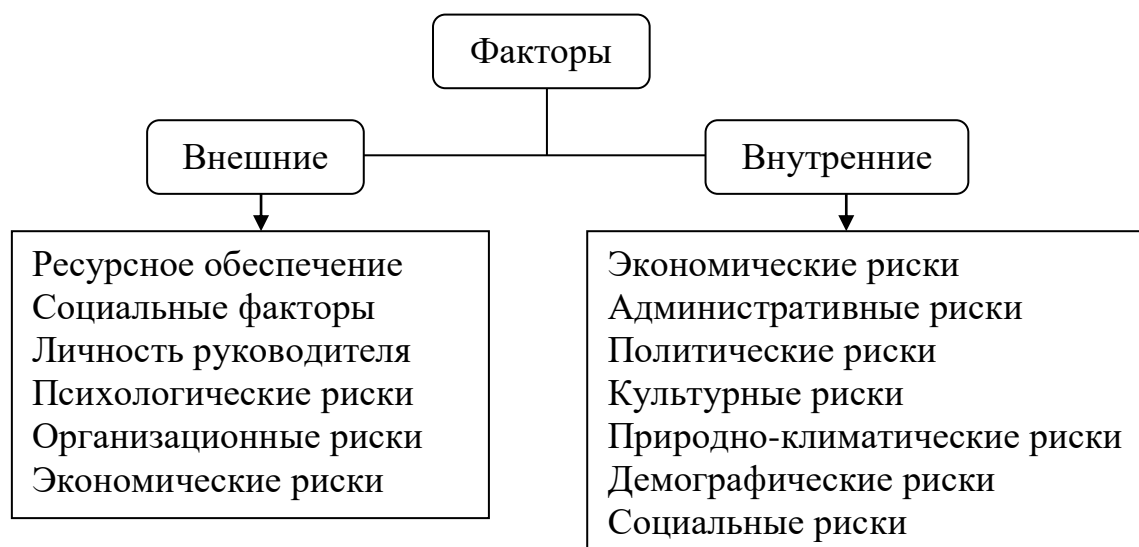 Факторы
Внешние
Внутренние
Ресурсное обеспечение
Социальные факторы
Личность руководителя
Психологические риски
Организационные риски
Экономические риски
Экономические риски
Административные риски
Политические риски
Культурные риски
Природно-климатические риски
Демографические риски
Социальные риски